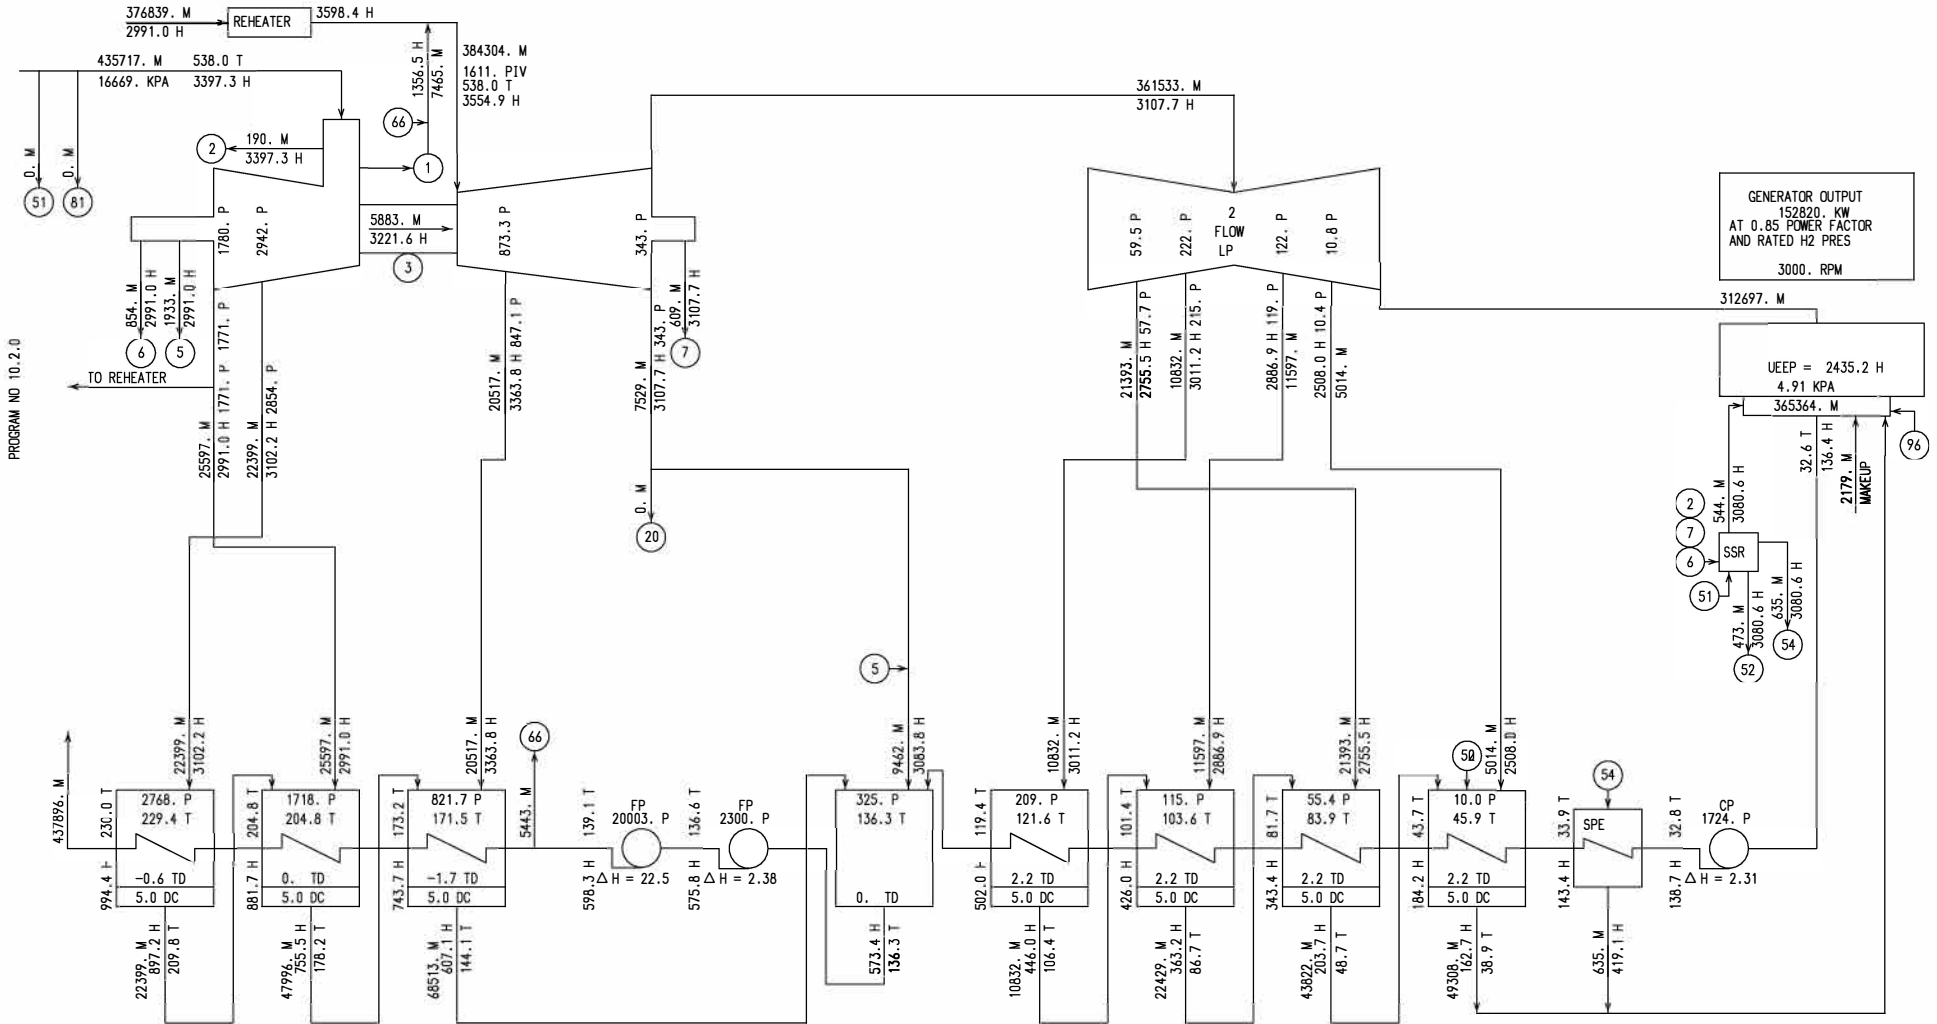 376839. M
2991.0 H
REHEATER
3598.4 H
435717. M 538.0 T
16669. KPA 3397.3 H
1356.5 H
7465. M
384304. M
1611. PIV
538.0 T
3554.9 H
66
1
2
190. M
3397.3 H
0. M
51
0. M
81
1780. P
2942. P
5883. M
3221.6 H
3
873.3 P
343. P
361533. M
3107.7 H
59.5 P
222. P
2
FLOW
LP
122. P
10.8 P
GENERATOR OUTPUT
152820. KW
AT 0.85 POWER FACTOR
AND RATED H2 PRES
3000. RPM
312697. M
UEEP = 2435.2 H
4.91 KPA
365364. M
96
32.6 T
136.4 H
2179. M
MAKEUP
854. M
2991.0 H
6
1933. M
2991.0 H
5
1771. P
TO REHEATER
PROGRAM NO 10.2.0
25597. M
2991.0 H 1771. P
22399. M
3102.2 H 2854. P
20517. M
3363.8 H 847.1 P
7529. M
3107.7 H 343. P
609. M
3107.7 H
7
0. M
20
21393. M
2755.5 H 57.7 P
10832. M
3011.2 H 215. P
2886.9 H 119. P
11597. M
2508.0 H 10.4 P
5014. M
544. M
3080.6 H
2
7
6
51
SSR
473. M
3080.6 H
52
635. M
3080.6 H
54
5
437896. M
22399. M
3102.2 H
25597. M
2991.0 H
20517. M
3363.8 H
66
5443. M
9462. M
3083.8 H
10832. M
3011.2 H
11597. M
2886.9 H
21393. M
2755.5 H
50
5014. M
2508.0 H
54
230.0 T
994.4 H
2768. P
229.4 T
-0.6 TD
5.0 DC
204.8 T
881.7 H
1718. P
204.8 T
0. TD
5.0 DC
173.2 T
743.7 H
821.7 P
171.5 T
-1.7 TD
5.0 DC
139.1 T
598.3 H
FP
20003. P
△ H = 22.5
136.6 T
575.8 H
FP
2300. P
△ H = 2.38
325. P
136.3 T
0. TD
119.4 T
502.0 H
209. P
121.6 T
2.2 TD
5.0 DC
101.4 T
426.0 H
115. P
103.6 T
2.2 TD
5.0 DC
81.7 T
343.4 H
55.4 P
83.9 T
2.2 TD
5.0 DC
43.7 T
184.2 H
10.0 P
45.9 T
2.2 TD
5.0 DC
33.9 T
143.4 H
SPE
32.8 T
138.7 H
CP
1724. P
△ H = 2.31
22399. M
897.2 H
209.8 T
47996. M
755.5 H
178.2 T
68513. M
607.1 H
144.1 T
573.4 H
136.3 T
10832. M
446.0 H
106.4 T
22429. M
363.2 H
86.7 T
43822. M
203.7 H
48.7 T
49308. M
162.7 H
38.9 T
635. M
419.1 H